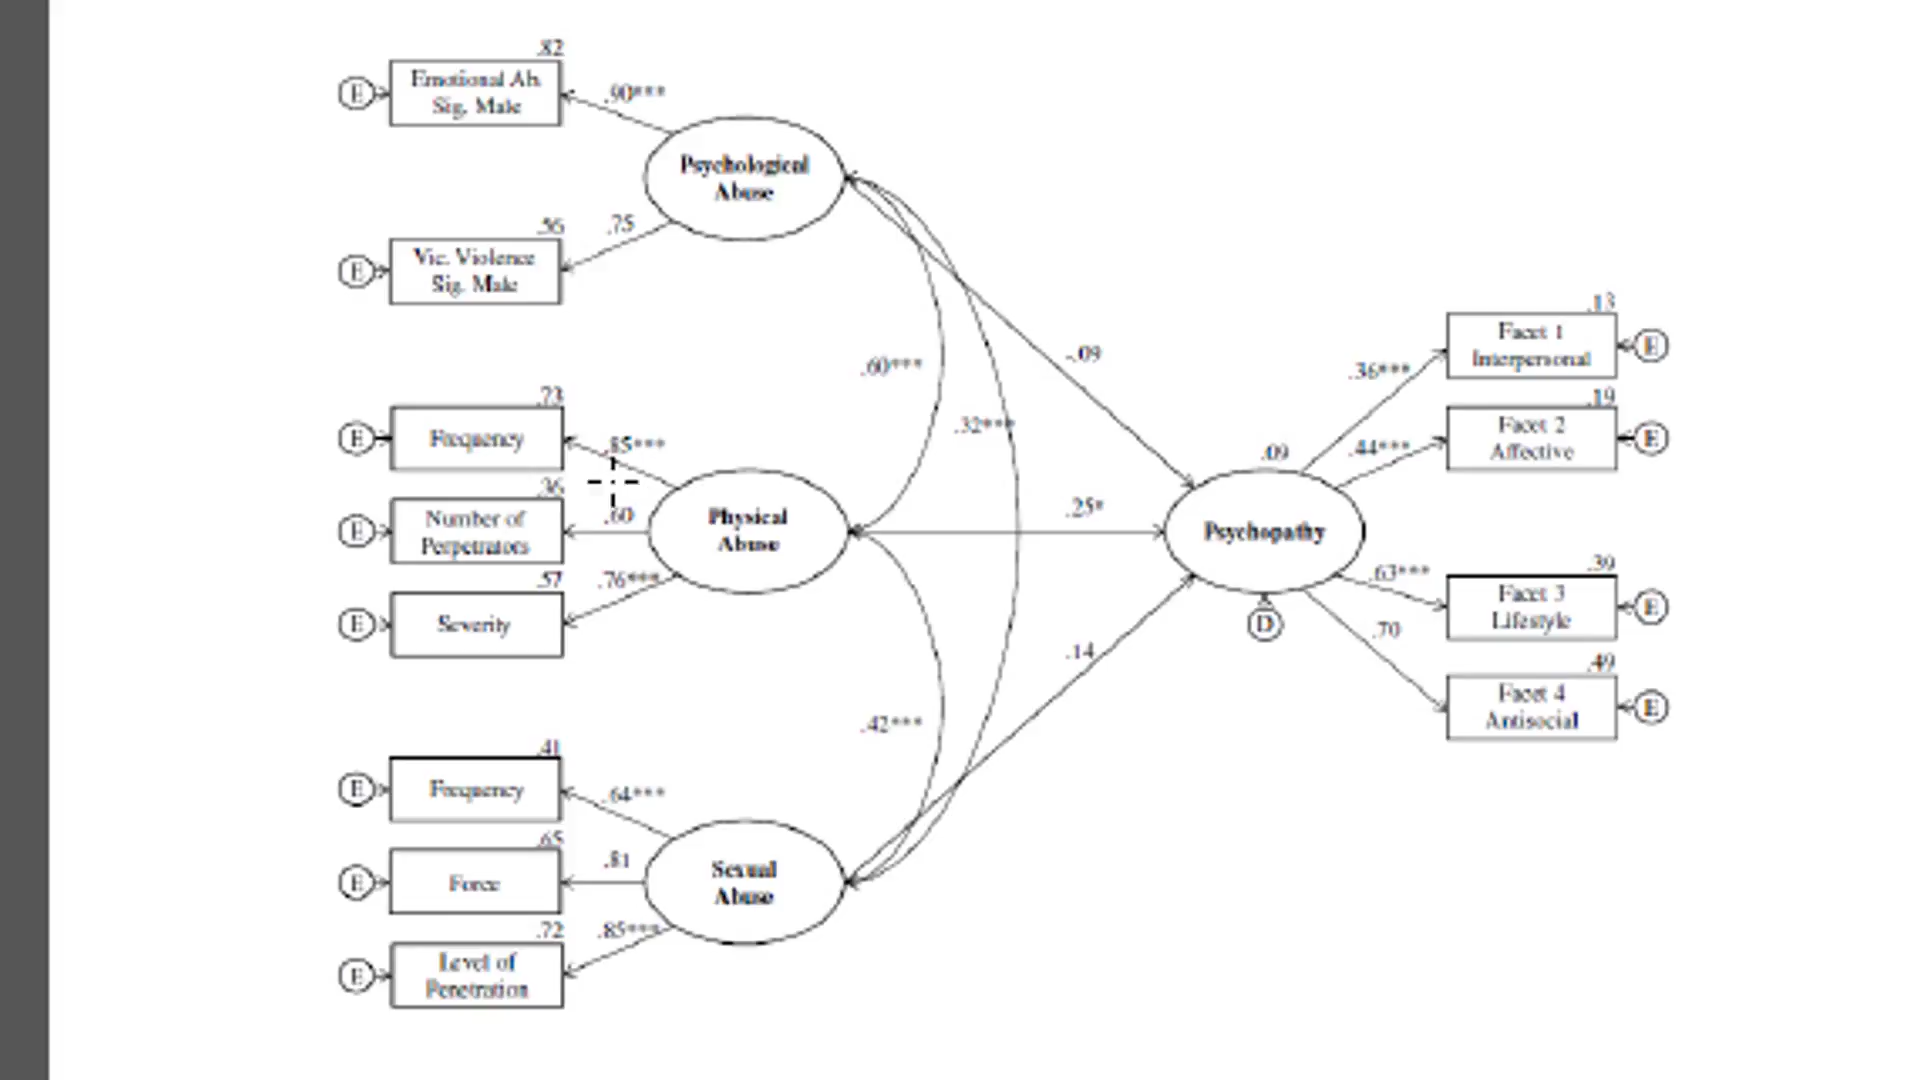 .82
E
Emotional Ab.
Sig. Male
.90***
Psychological
Abuse
.56
.75
E
Vic. Violence
Sig. Male
.60***
.32***
-.09
.73
E
Frequency
.85***
.36
E
Number of
Perpetrators
.60
Physical
Abuse
.57
.76***
E
Severity
.25*
.42***
.14
.41
E
Frequency
.64***
.65
E
Force
.81
Sexual
Abuse
.72
.85***
E
Level of
Penetration
.09
Psychopathy
D
.13
.36***
Facet 1
Interpersonal
E
.19
.44***
Facet 2
Affective
E
.39
.63***
Facet 3
Lifestyle
E
.49
.70
Facet 4
Antisocial
E